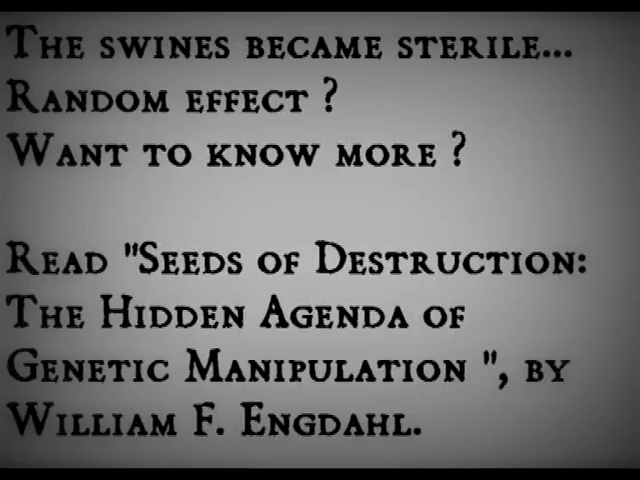 The swines became sterile...
Random effect ?
Want to know more ?
Read "Seeds of Destruction:
The Hidden Agenda of
Genetic Manipulation ", by
William F. Engdahl.